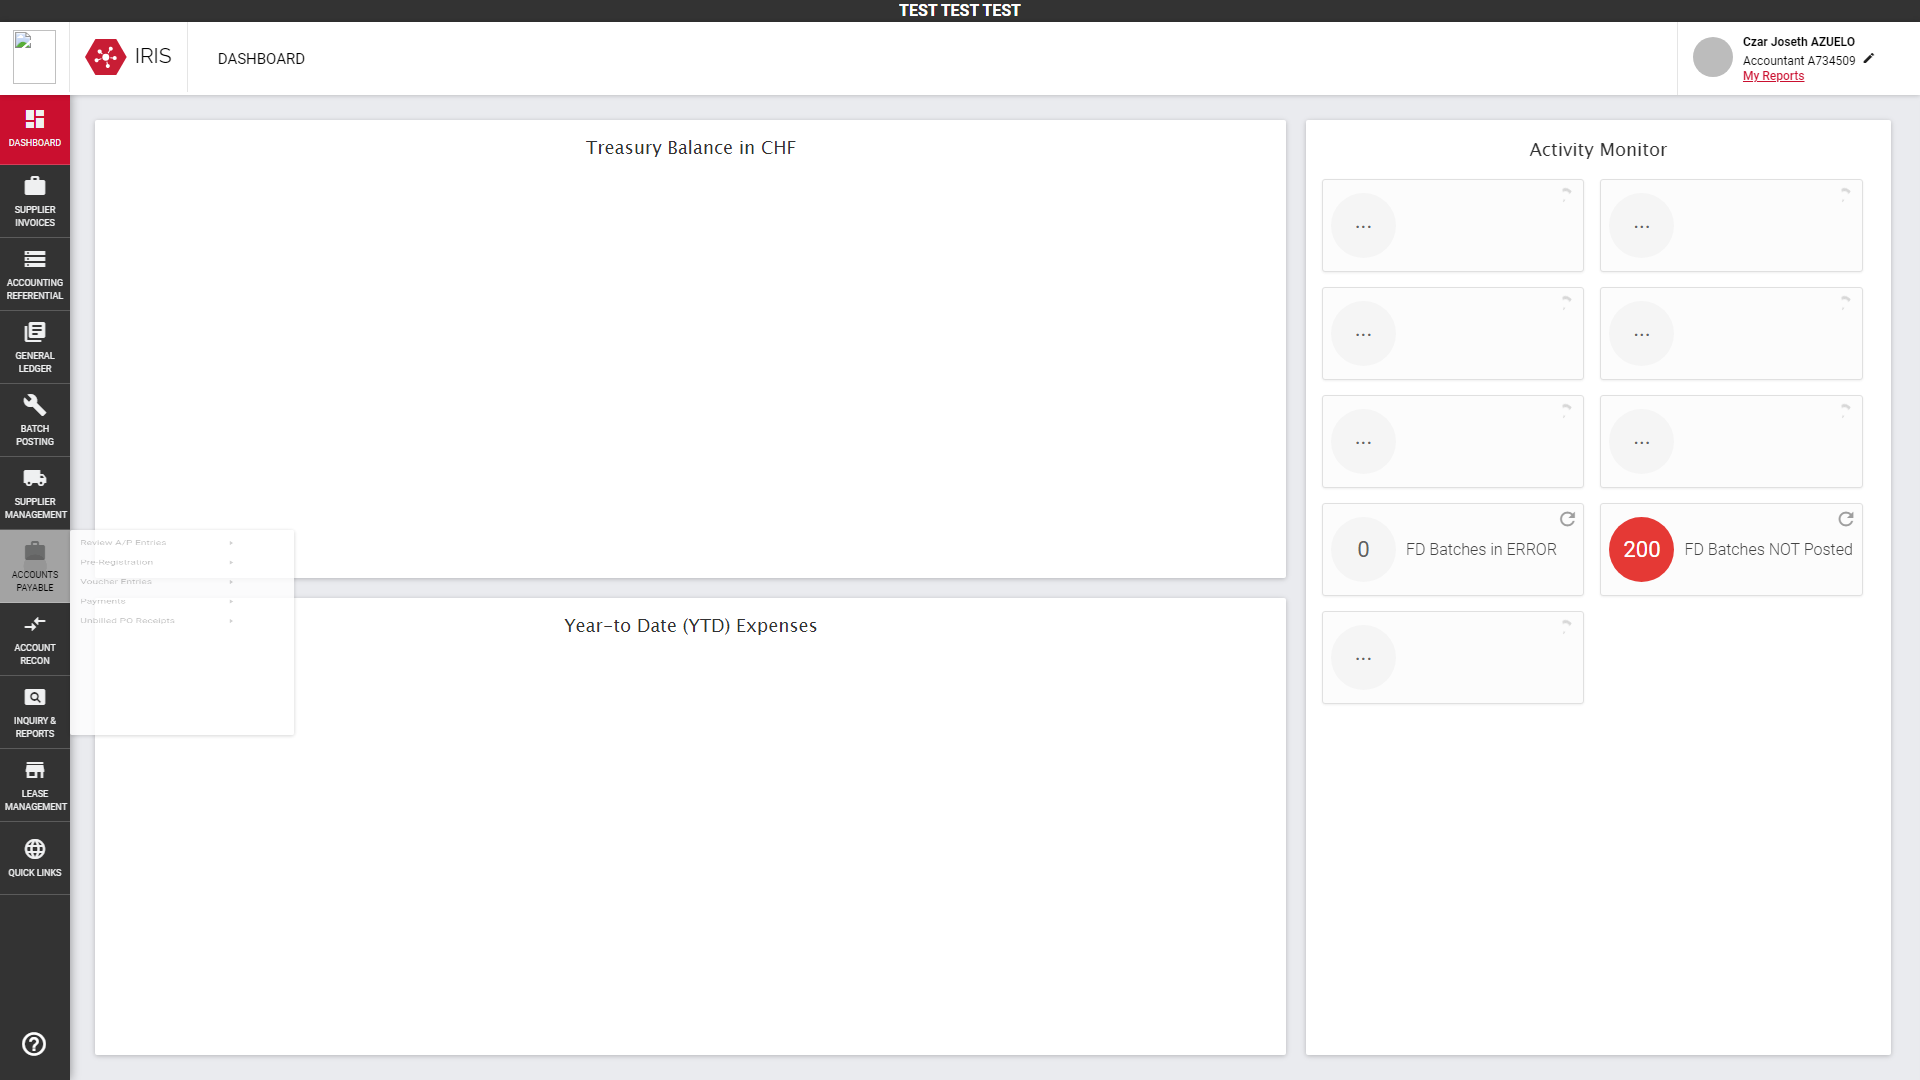 TEST TEST TEST
IRIS
DASHBOARD
Czar Joseth AZUELO
Accountant A734509
My Reports
DASHBOARD
SUPPLIER
INVOICES
ACCOUNTING
REFERENTIAL
GENERAL
LEDGER
BATCH
POSTING
SUPPLIER
MANAGEMENT
ACCOUNTS
PAYABLE
ACCOUNT
RECON
INQUIRY &
REPORTS
LEASE
MANAGEMENT
QUICK LINKS
Review A/P Entries
Pre-Registration
Voucher Entries
Payments
Unbilled PO Receipts
Treasury Balance in CHF
Year-to Date (YTD) Expenses
Activity Monitor
... ...
... ...
... ...
0 FD Batches in ERROR
200 FD Batches NOT Posted
...